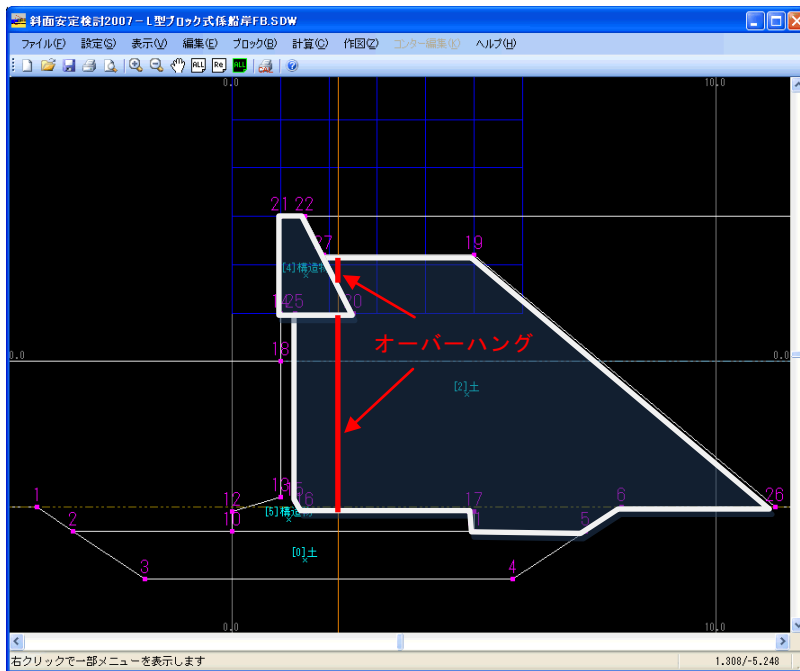 斜面安定検討2007-L型ブロック式係船岸FB.SDW
ファイル(F) 設定(S) 表示(V) 編集(E) ブロック(B) 計算(C) 作図(Z) コンター編集(K) ヘルプ(H)
ALL Re ALL
0.0 10.0
21 22
27 19
[4]構造物
25 20
オーバーハング
0.0 18 0.0
[2]土
1 12 13 15 16 17 6 26
[5]構造物
2 10 5
[0]土
3 4
0.0 10.0
右クリックで一部メニューを表示します 1.308/-5.248